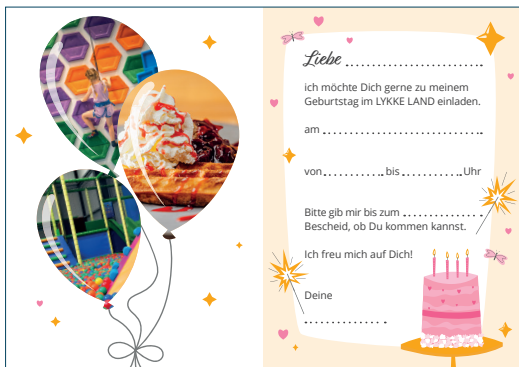 Liebe ..............................
ich möchte Dich gerne zu meinem
Geburtstag im LYKKE LAND einladen.
am ........................................
von .............. bis .............. Uhr
Bitte gib mir bis zum ....................
Bescheid, ob Du kommen kannst.
Ich freu mich auf Dich!
Deine
.....................